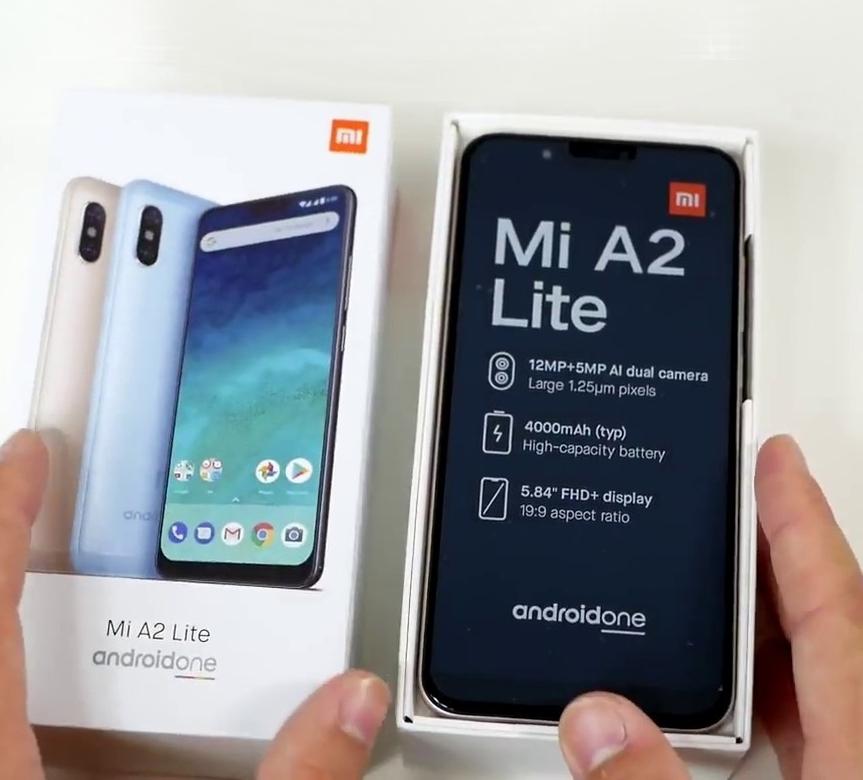 mi
Mi A2 Lite
androidone
mi
Mi A2
Lite
12MP+5MP AI dual camera
Large 1.25μm pixels
4000mAh (typ)
High-capacity battery
5.84" FHD+ display
19:9 aspect ratio
androidone